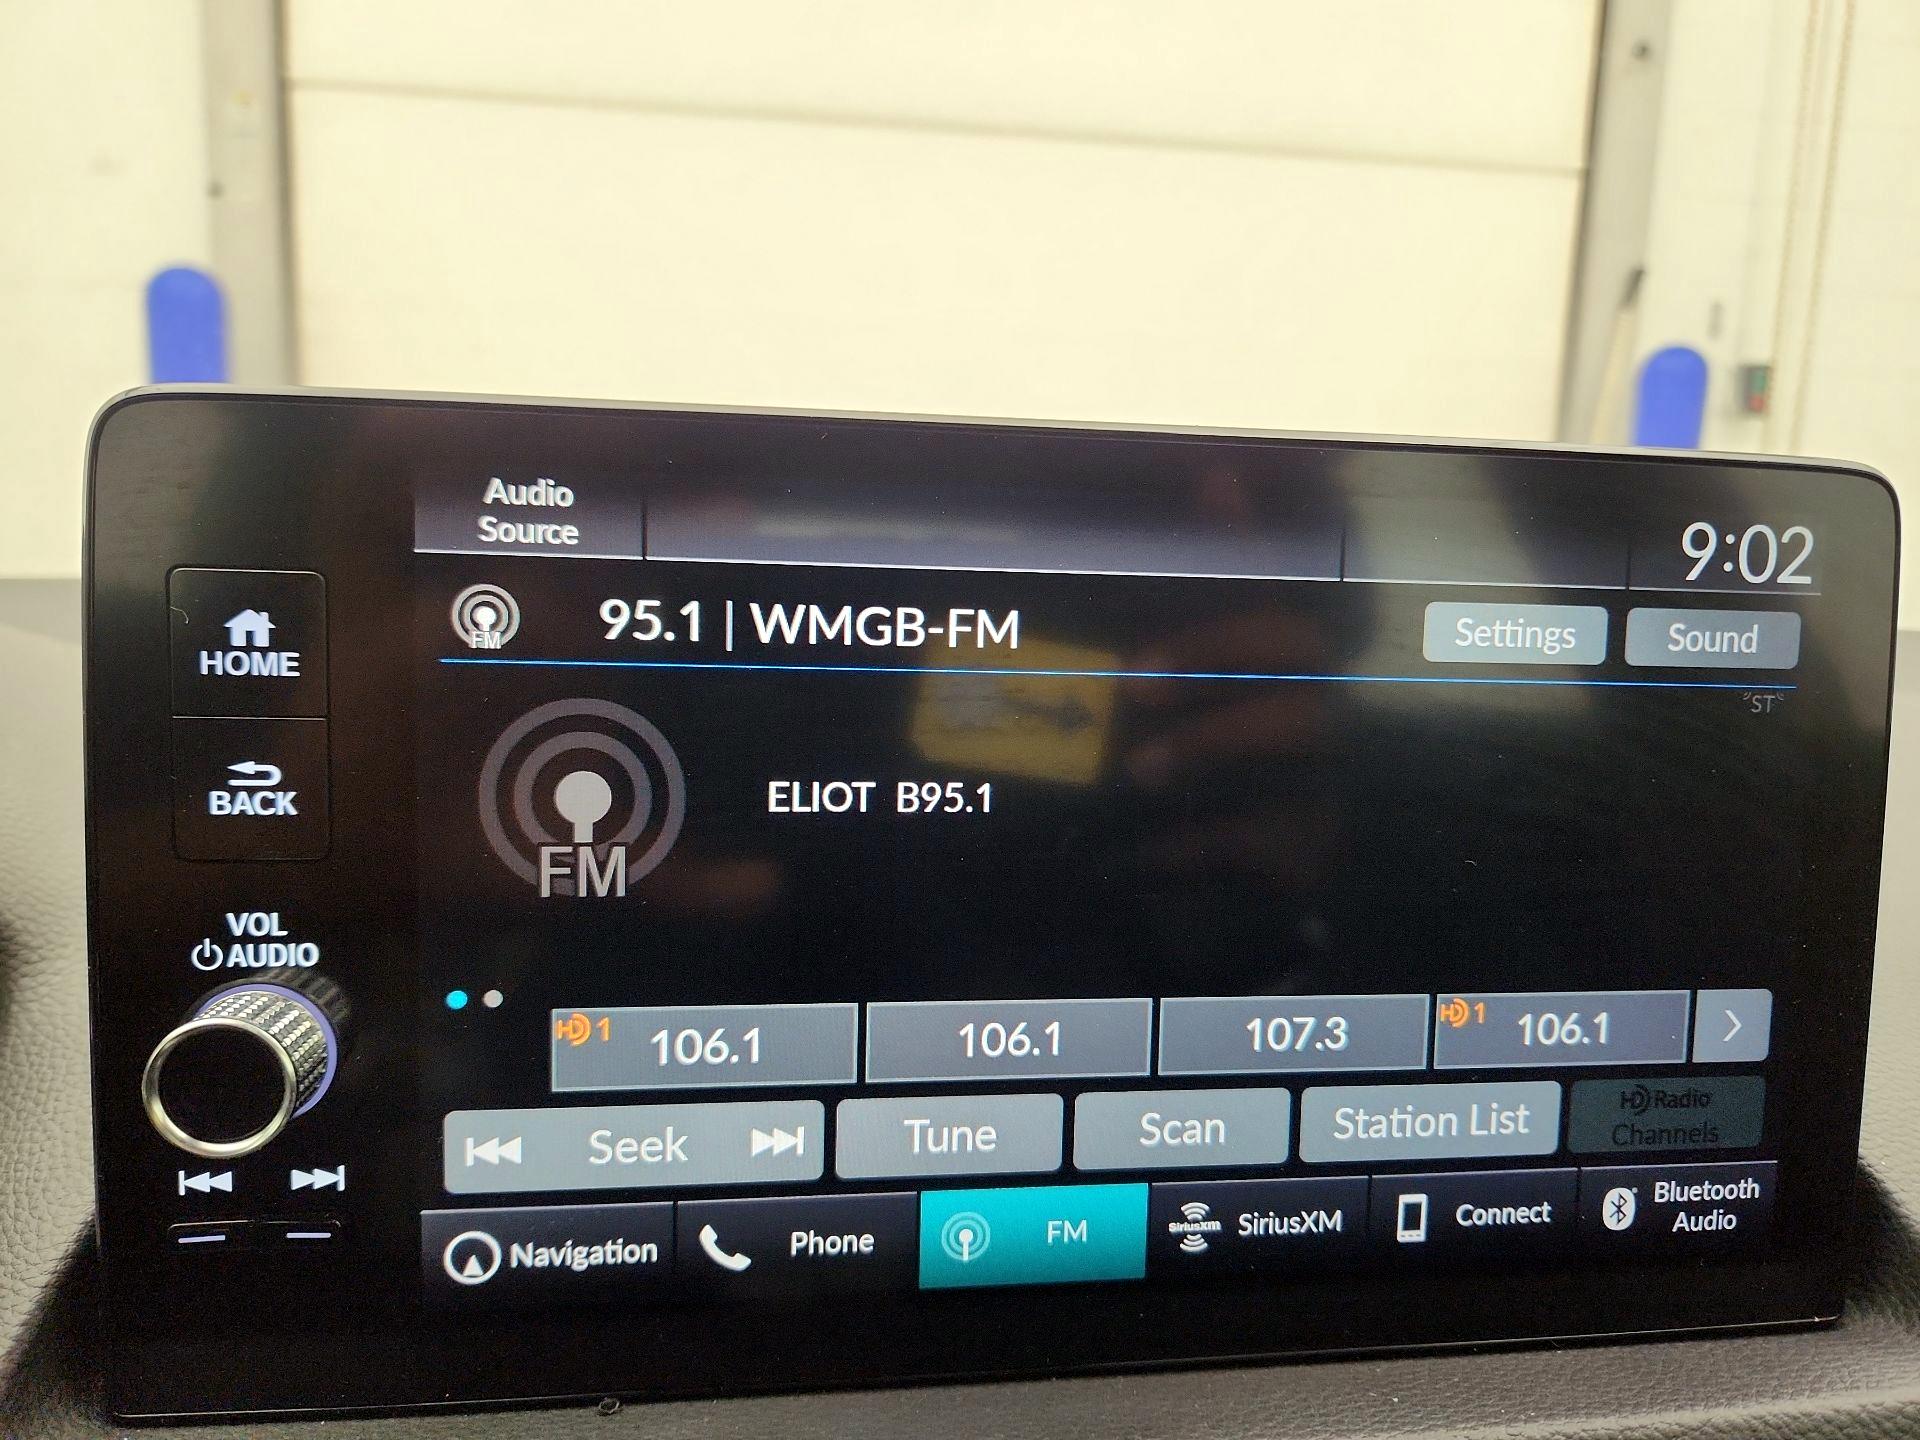 Audio
Source
9:02
FM
95.1 | WMGB-FM
Settings
Sound
ST
HOME
BACK
FM
ELIOT B95.1
VOL
AUDIO
HD 1 106.1
106.1
107.3
HD 1 106.1
Seek
Tune
Scan
Station List
HD Radio
Channels
Navigation
Phone
FM
SiriusXM
SiriusXM
Connect
Bluetooth
Audio